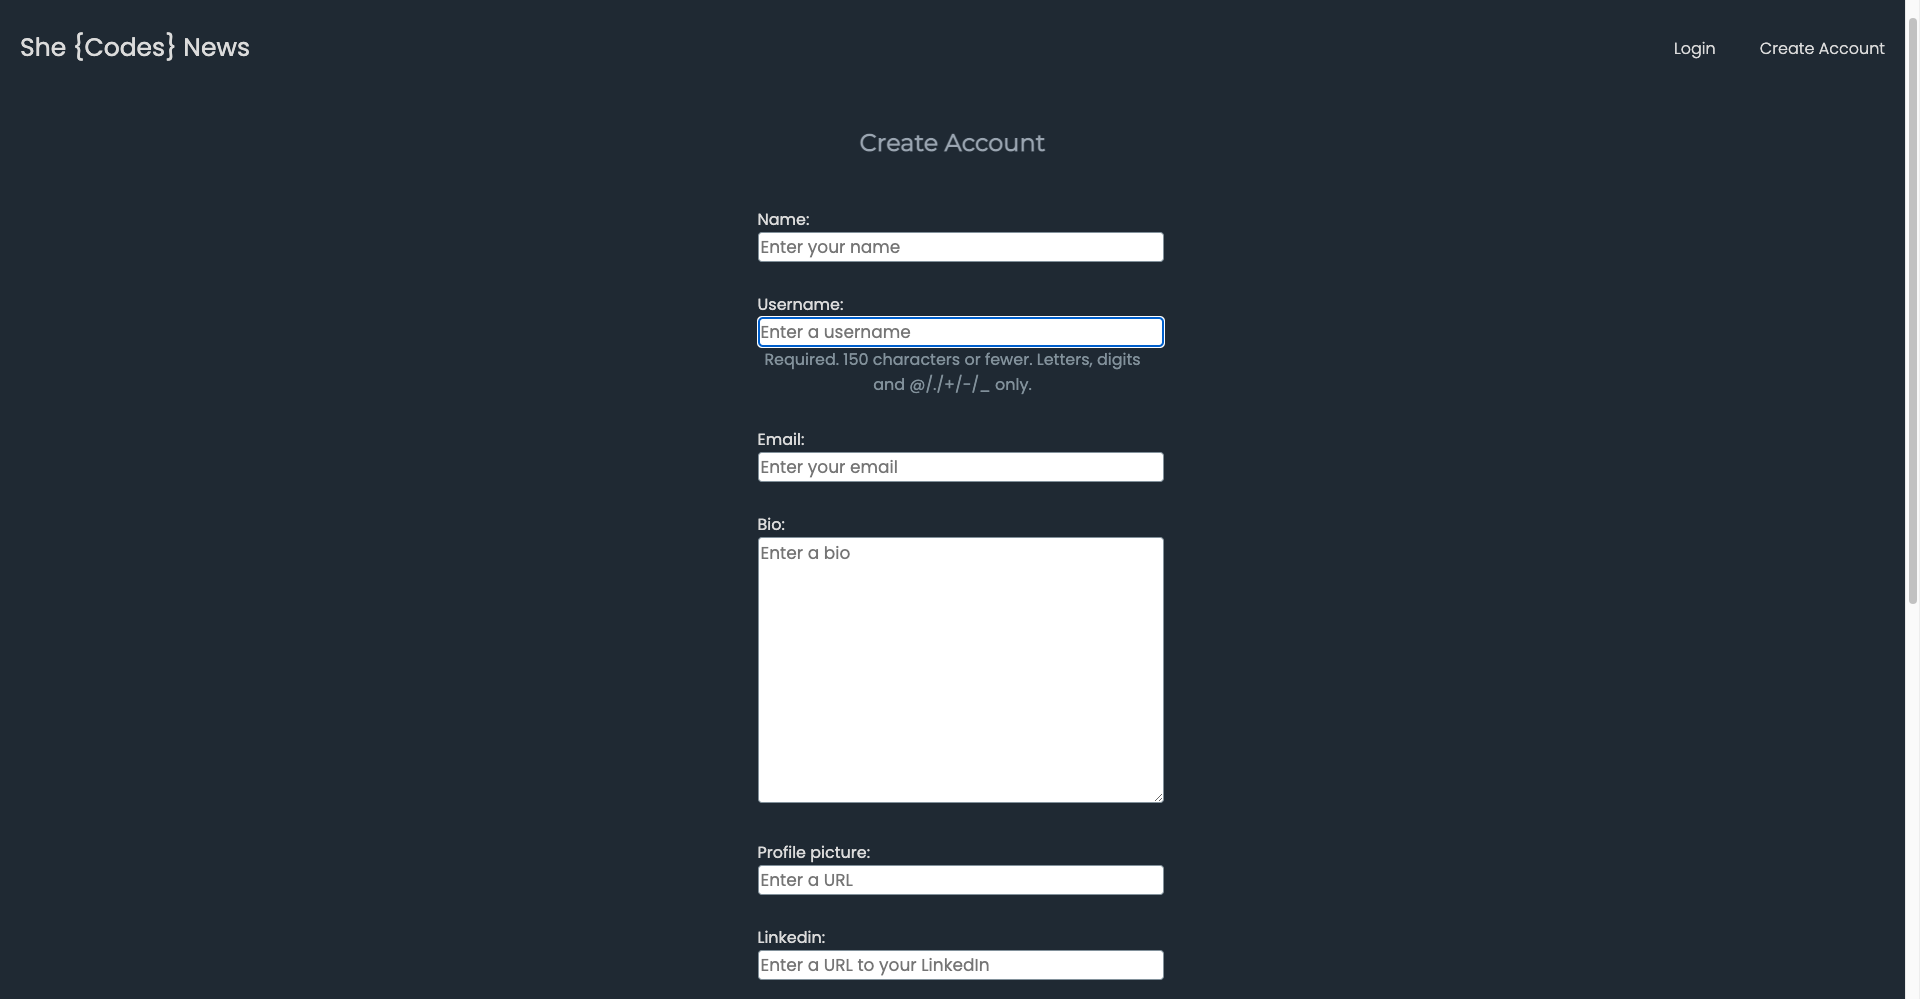 She {Codes} News
Login
Create Account
Create Account
Name:
Enter your name
Username:
Enter a username
Required. 150 characters or fewer. Letters, digits
and @/./+/-/_ only.
Email:
Enter your email
Bio:
Enter a bio
Profile picture:
Enter a URL
Linkedin:
Enter a URL to your LinkedIn